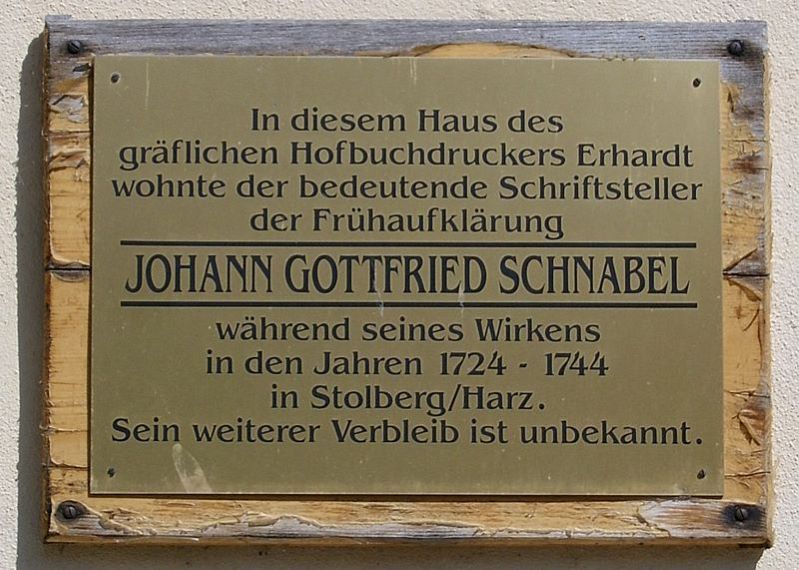 In diesem Haus des
gräflichen Hofbuchdruckers Erhardt
wohnte der bedeutende Schriftsteller
der Frühaufklärung
JOHANN GOTTFRIED SCHNABEL
während seines Wirkens
in den Jahren 1724 - 1744
in Stolberg/Harz.
Sein weiterer Verbleib ist unbekannt.